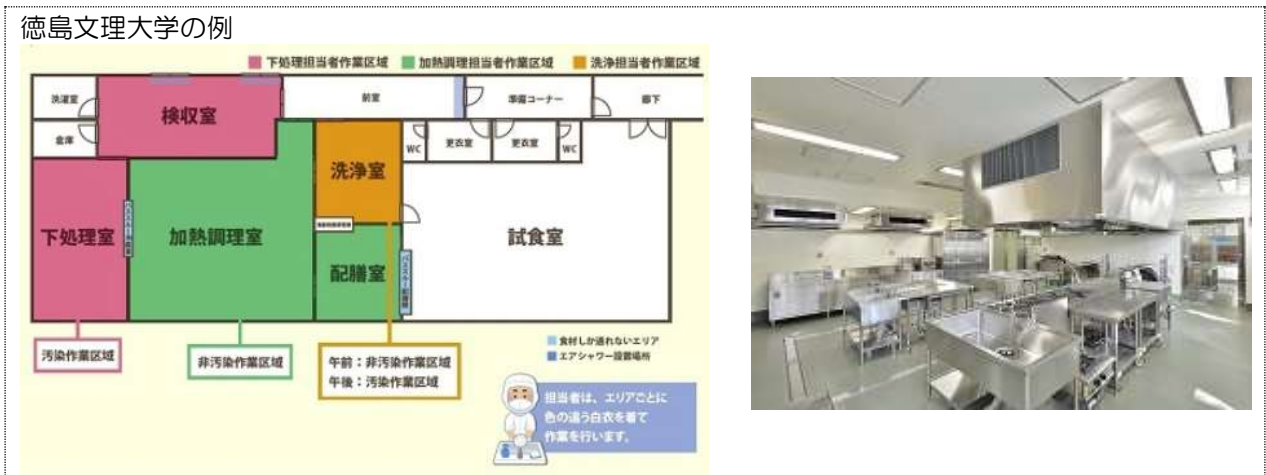 徳島文理大学の例
下処理担当者作業区域 加熱調理担当者作業区域 洗浄担当者作業区域
洗濯室
検収室
前室
準備コーナー
廊下
倉庫
WC
更衣室
更衣室
WC
洗浄室
下処理室
加熱調理室
試食室
配膳室
汚染作業区域
非汚染作業区域
午前：非汚染作業区域
午後：汚染作業区域
食材しか通れないエリア
エアシャワー設置場所
担当者は、エリアごとに
色の違う白衣を着て
作業を行います。